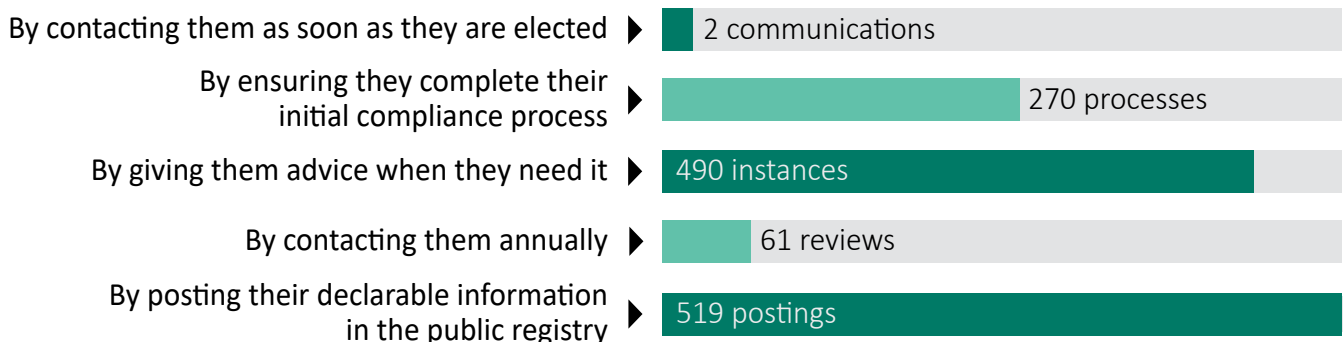 By contacting them as soon as they are elected
2 communications
By ensuring they complete their
initial compliance process
270 processes
By giving them advice when they need it
490 instances
By contacting them annually
61 reviews
By posting their declarable information
in the public registry
519 postings